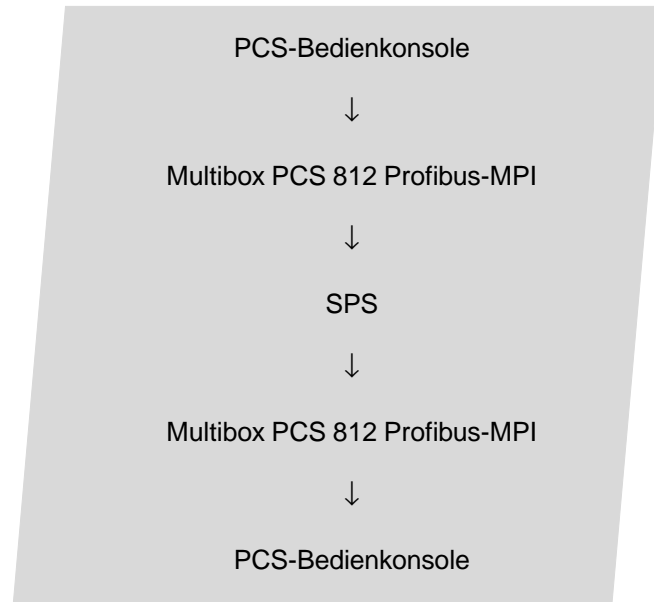 PCS-Bedienkonsole
↓
Multibox PCS 812 Profibus-MPI
↓
SPS
↓
Multibox PCS 812 Profibus-MPI
↓
PCS-Bedienkonsole